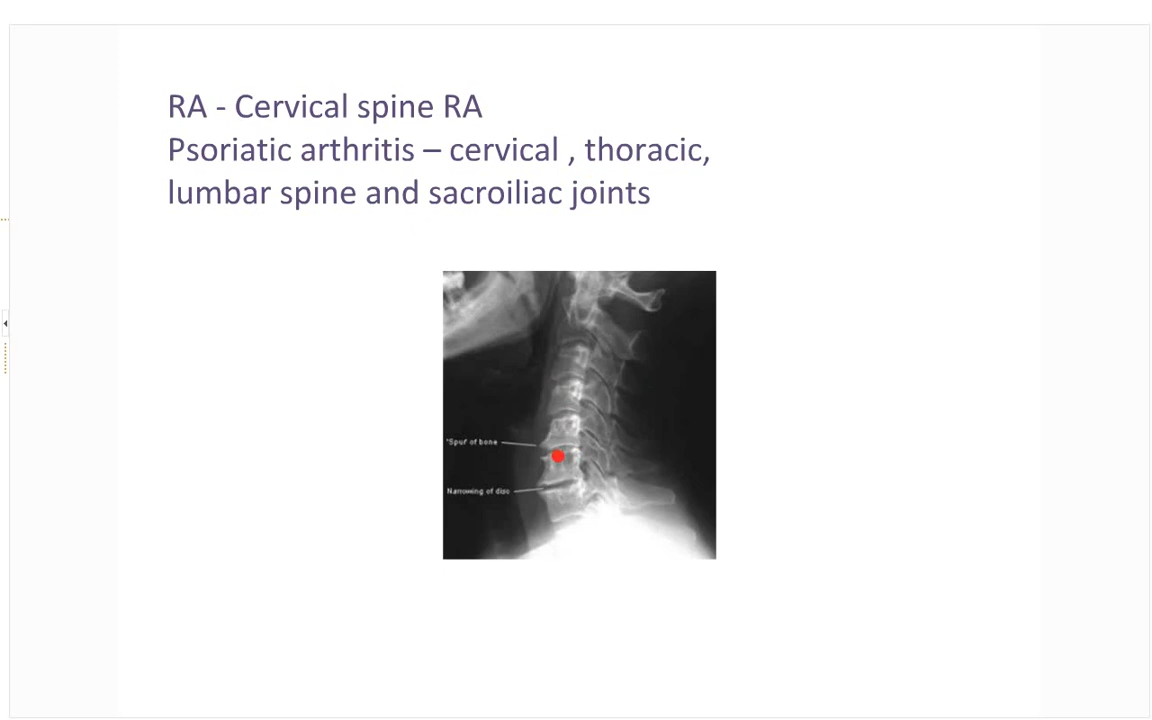 RA - Cervical spine RA
Psoriatic arthritis – cervical , thoracic,
lumbar spine and sacroiliac joints
"Spur of bone
Narrowing of disc